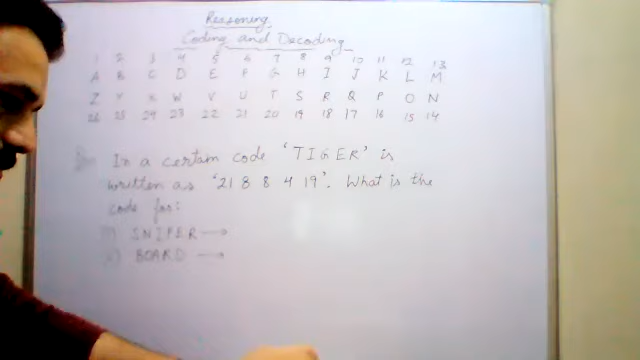 Reasoning
Coding and Decoding
1 2 3 4 5 6 7 8 9 10 11 12 13
A B C D E F G H I J K L M
Z Y X W V U T S R Q P O N
26 25 24 23 22 21 20 19 18 17 16 15 14
In a certain code 'TIGER' is
written as '21 8 8 4 19'. What is the
code for:
SNIPER →
BOARD →